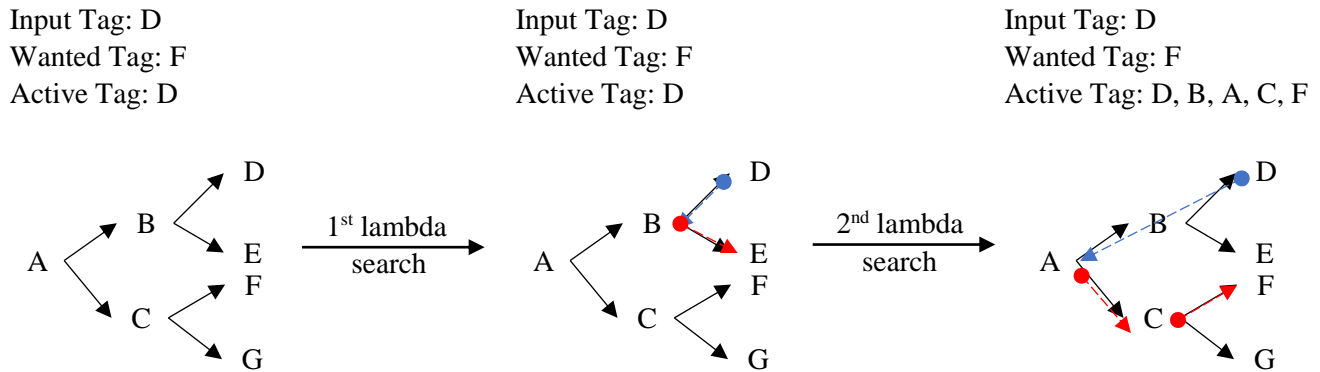 Input Tag: D
Wanted Tag: F
Active Tag: D
Input Tag: D
Wanted Tag: F
Active Tag: D
Input Tag: D
Wanted Tag: F
Active Tag: D, B, A, C, F
D
B
E
A
F
C
G
1st lambda
search
D
B
E
A
F
C
G
2nd lambda
search
D
B
E
A
F
C
G